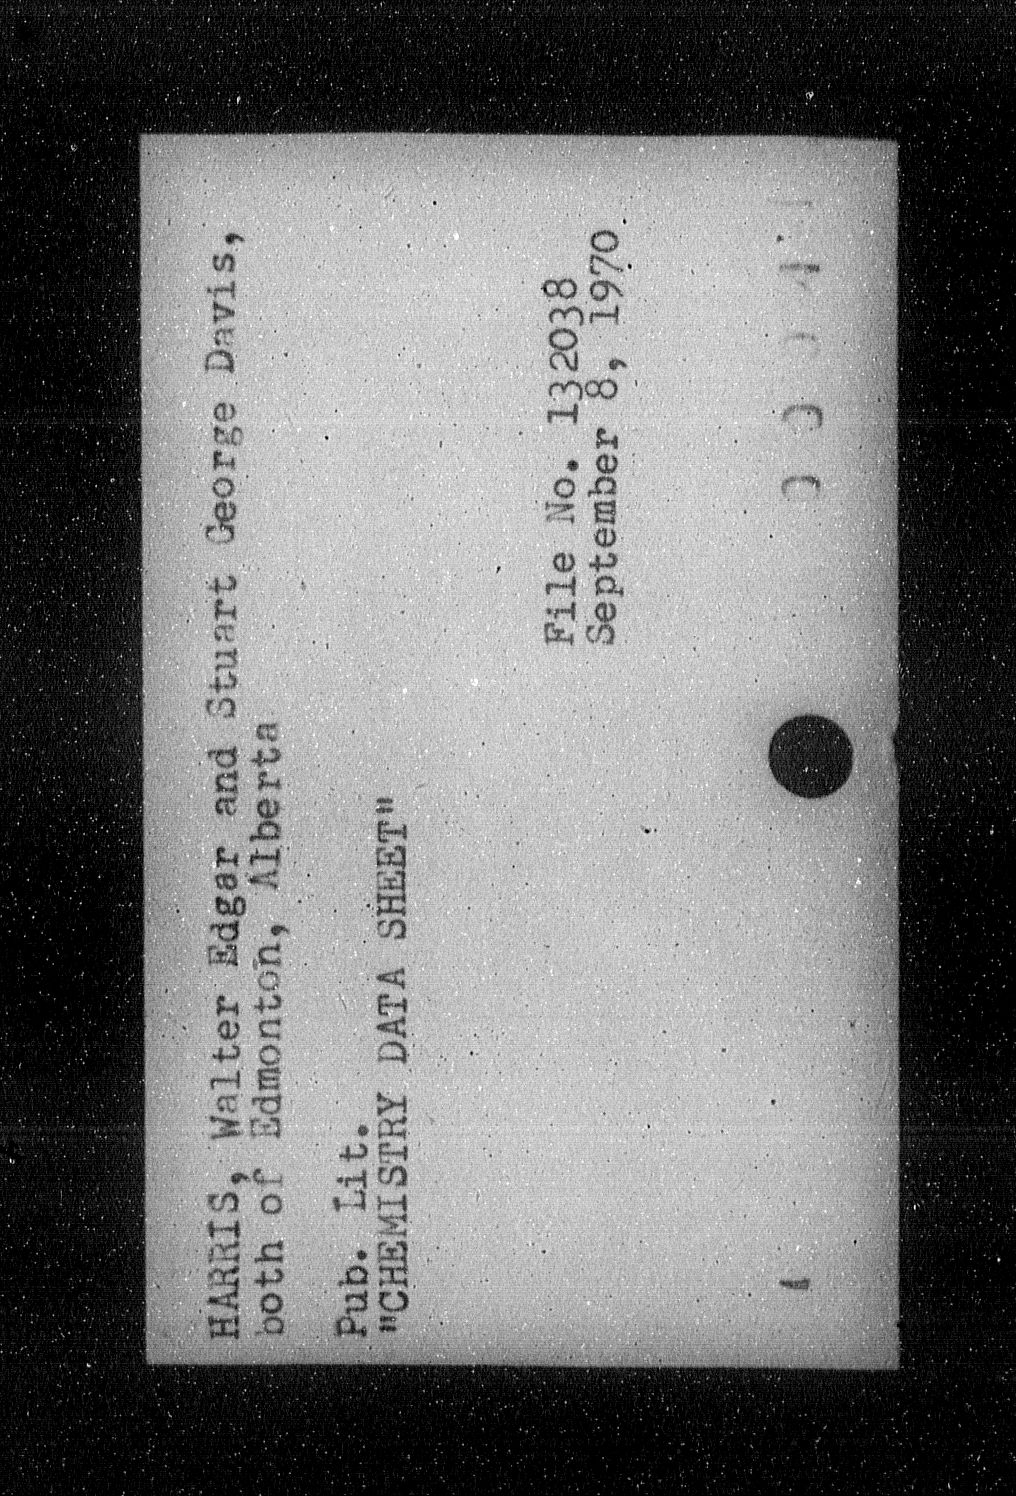 HARRIS, Walter Edgar and Stuart George Davis,
both of Edmonton, Alberta
Pub. Lit.
"CHEMISTRY DATA SHEET"
File No. 132038
September 8, 1970